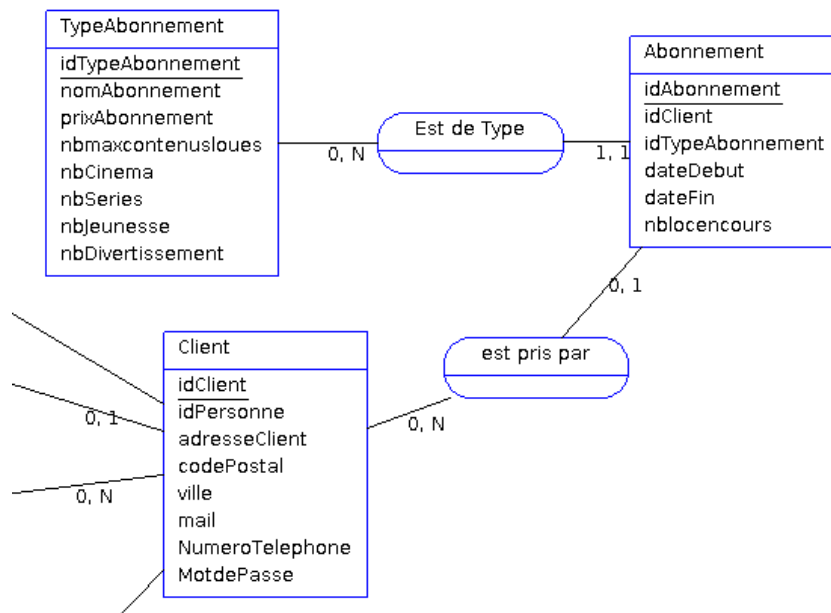 TypeAbonnement
idTypeAbonnement
nomAbonnement
prixAbonnement
nbmaxcontenusloues
nbCinema
nbSeries
nbJeunesse
nbDivertissement
0, N
Est de Type
1, 1
Abonnement
idAbonnement
idClient
idTypeAbonnement
dateDebut
dateFin
nblocencours
0, 1
est pris par
0, N
Client
idClient
idPersonne
adresseClient
codePostal
ville
mail
NumeroTelephone
MotdePasse
0, 1
0, N